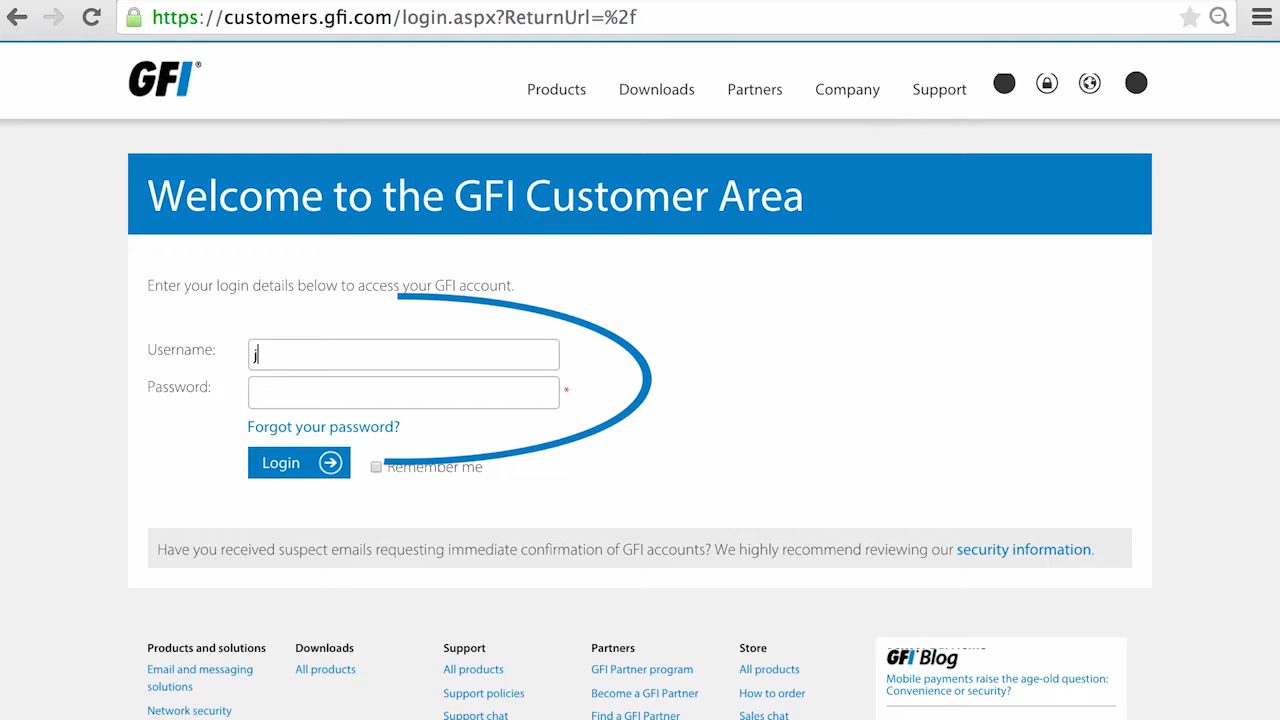 https://customers.gfi.com/login.aspx?ReturnUrl=%2f
GFI®
Products Downloads Partners Company Support
Welcome to the GFI Customer Area
Enter your login details below to access your GFI account.
Username: j
Password: *
Forgot your password?
Login Remember me
Have you received suspect emails requesting immediate confirmation of GFI accounts? We highly recommend reviewing our security information.
Products and solutions Downloads Support Partners Store
Email and messaging solutions All products All products GFI Partner program All products
Support policies Become a GFI Partner How to order
Network security Support chat Find a GFI Partner Sales chat
GFI Blog
Mobile payments raise the age-old question:
Convenience or security?